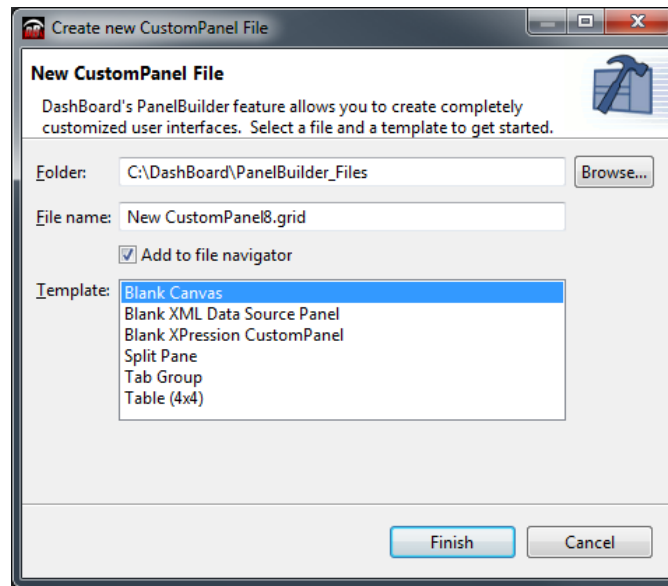 Create new CustomPanel File
New CustomPanel File
DashBoard's PanelBuilder feature allows you to create completely
customized user interfaces. Select a file and a template to get started.
Folder: C:\DashBoard\PanelBuilder_Files Browse...
File name: New CustomPanel8.grid
Add to file navigator
Template: Blank Canvas
Blank XML Data Source Panel
Blank XPression CustomPanel
Split Pane
Tab Group
Table (4x4)
Finish Cancel